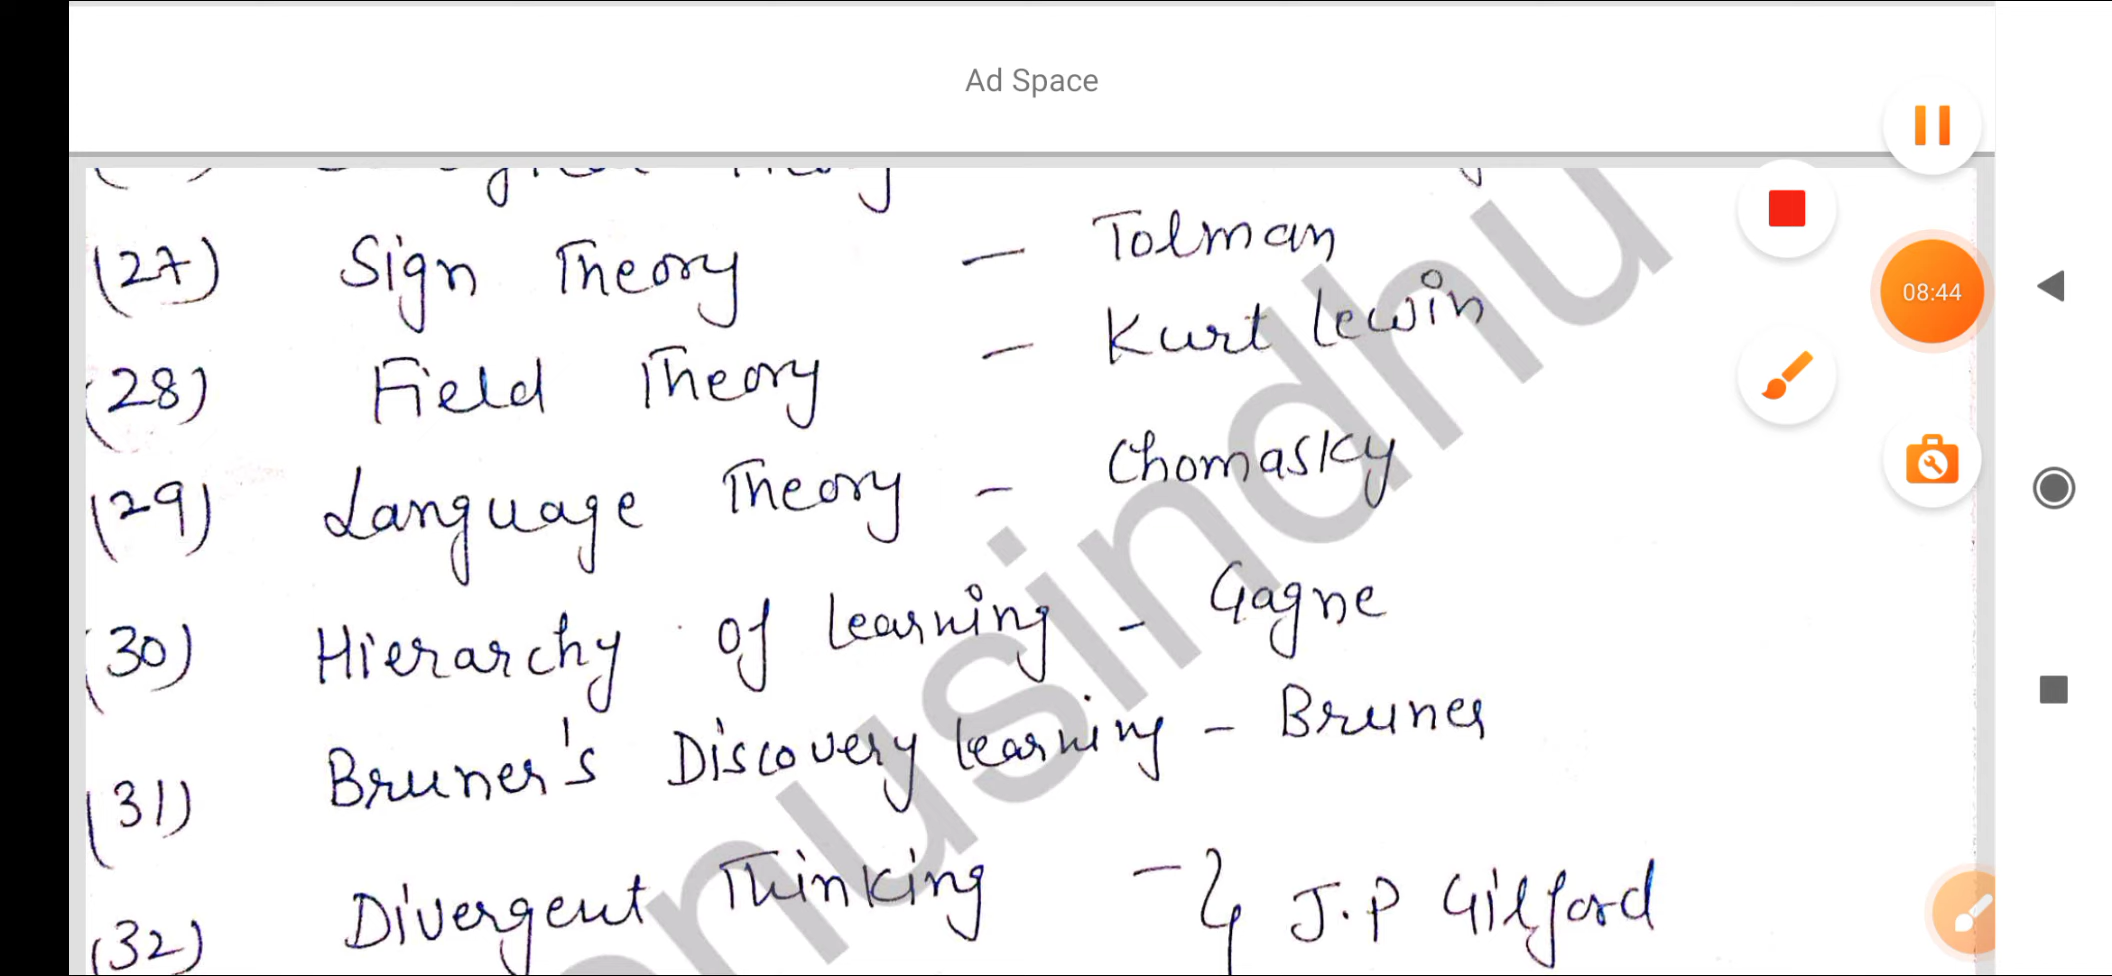 Ad Space
(27) Sign Theory - Tolman
(28) Field Theory - Kurt Lewin
08:44
(29) Language Theory - Chomasky
(30) Hierarchy of learning - Gagne
(31) Bruner's Discovery learning - Bruner
(32) Divergent Thinking - J.P Gilford
nusindhu